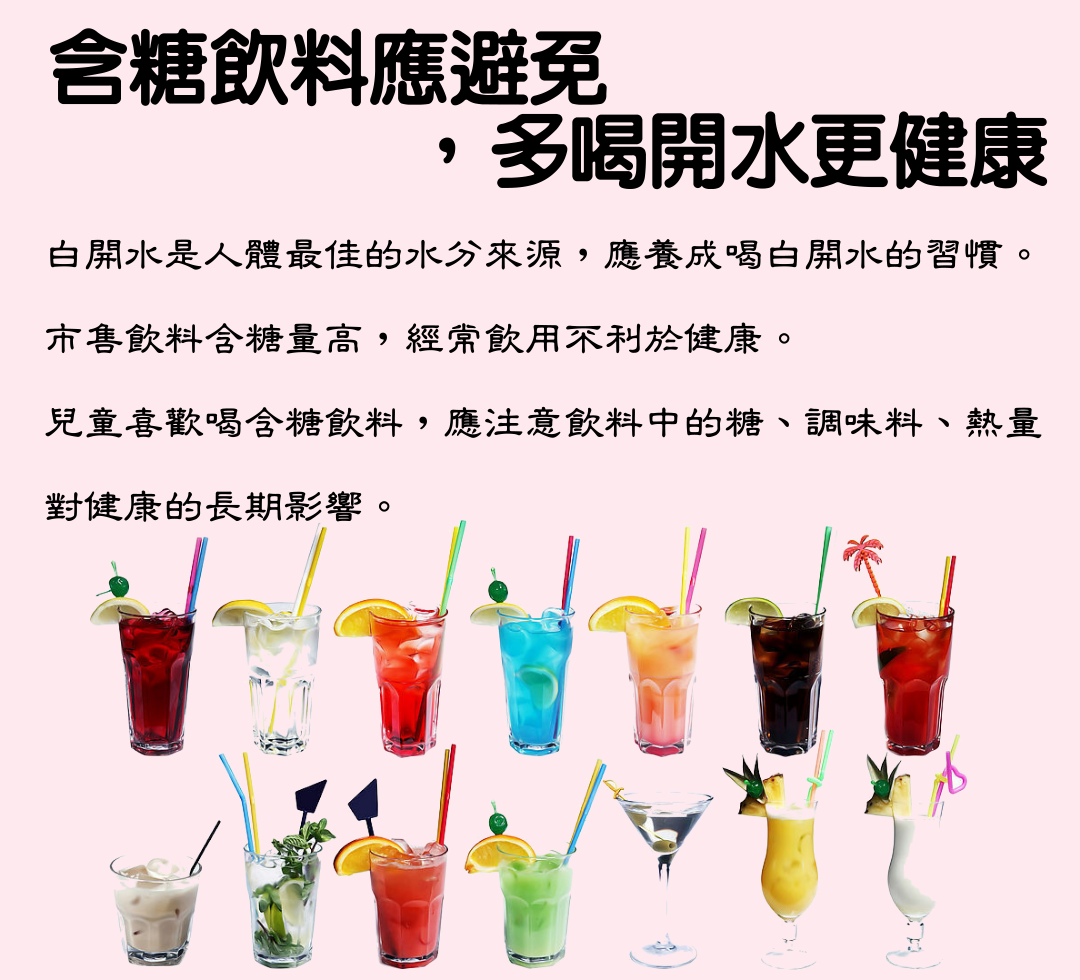 含糖飲料應避免
，多喝開水更健康
白開水是人體最佳的水分來源，應養成喝白開水的習慣。
市售飲料含糖量高，經常飲用不利於健康。
兒童喜歡喝含糖飲料，應注意飲料中的糖、調味料、熱量
對健康的長期影響。